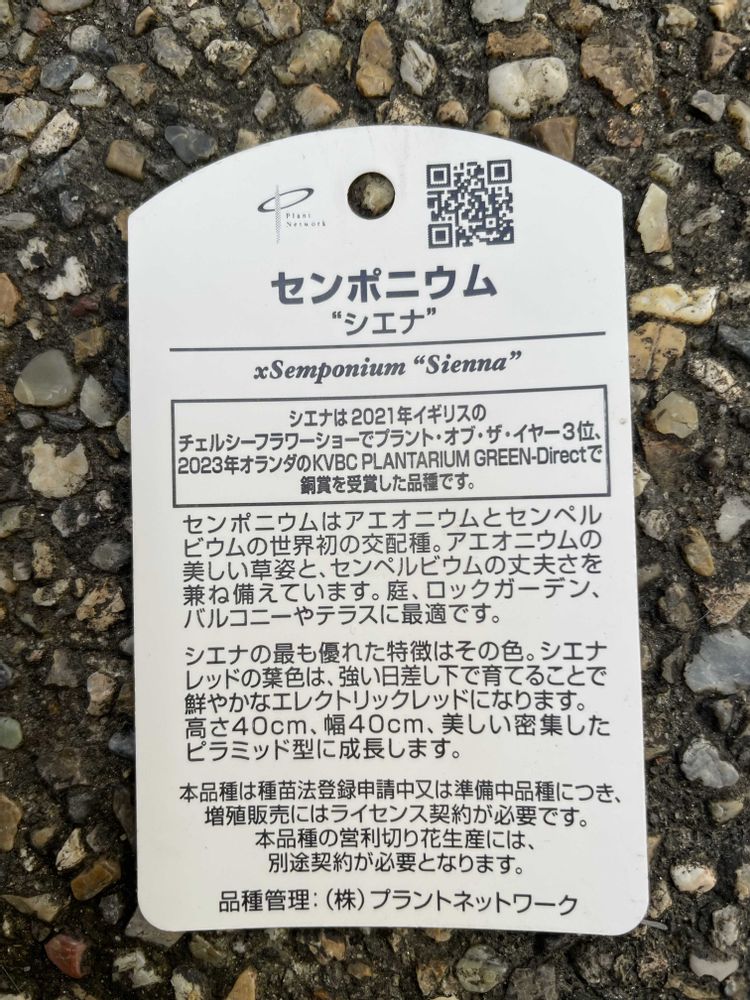 Plant
Network
センポニウム
“シエナ”
xSemponium “Sienna”
シエナは2021年イギリスの
チェルシーフラワーショーでプラント・オブ・ザ・イヤー3位、
2023年オランダのKVBC PLANTARIUM GREEN-Directで
銅賞を受賞した品種です。
センポニウムはアエオニウムとセンペル
ビウムの世界初の交配種。アエオニウムの
美しい草姿と、センペルビウムの丈夫さを
兼ね備えています。庭、ロックガーデン、
バルコニーやテラスに最適です。
シエナの最も優れた特徴はその色。シエナ
レッドの葉色は、強い日差し下で育てることで
鮮やかなエレクトリックレッドになります。
高さ40cm、幅40cm、美しい密集した
ピラミッド型に成長します。
本品種は種苗法登録申請中又は準備中品種につき、
増殖販売にはライセンス契約が必要です。
本品種の営利切り花生産には、
別途契約が必要となります。
品種管理：（株）プラントネットワーク